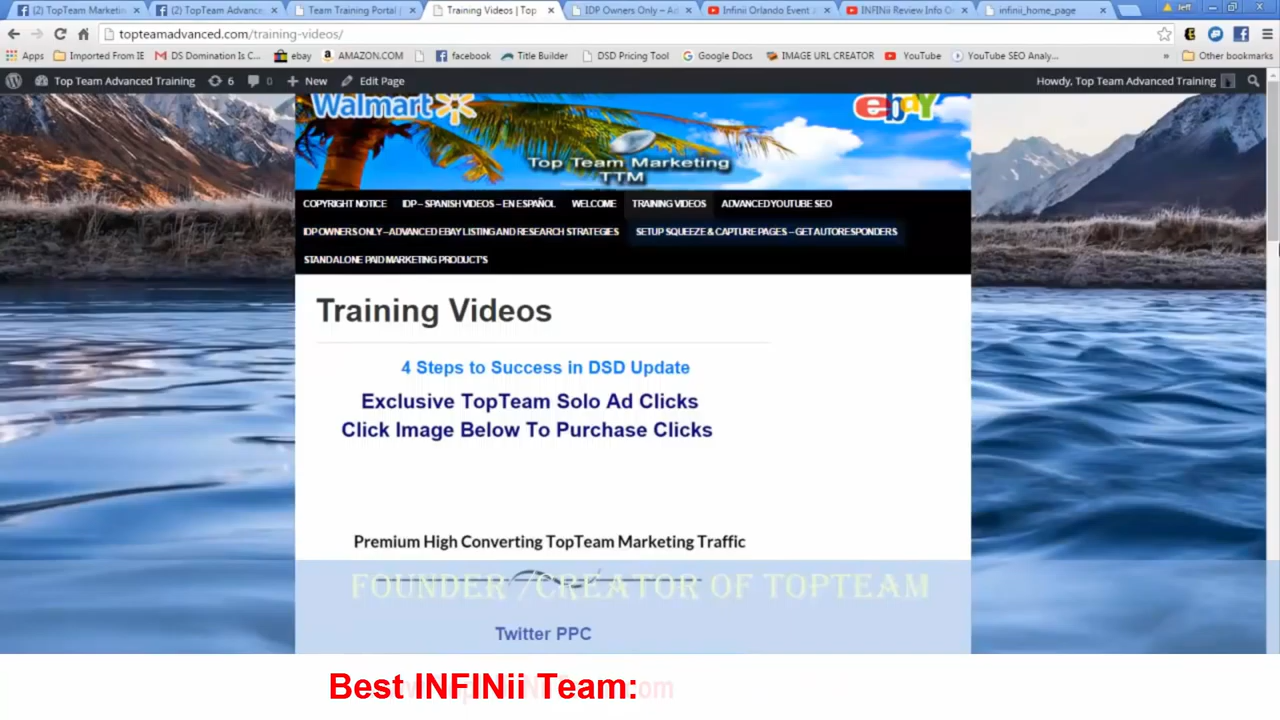 (2) TopTeam Marketin
(2) TopTeam Advance
Team Training Portal |
Training Videos | Top
IDP Owners Only – Ad
Infinii Orlando Event
INFINii Review Info O
infinii_home_page
Jeff
topteamadvanced.com/training-videos/
Apps
Imported From IE
DS Domination Is C...
ebay
AMAZON.COM
facebook
Title Builder
DSD Pricing Tool
Google Docs
IMAGE URL CREATOR
YouTube
YouTube SEO Analy...
»
Other bookmarks
Top Team Advanced Training
6
0
New
Edit Page
Howdy, Top Team Advanced Training
Walmart
ebay
Top Team Marketing
TTM
COPYRIGHT NOTICE
IDP – SPANISH VIDEOS – EN ESPAÑOL
WELCOME
TRAINING VIDEOS
ADVANCED YOUTUBE SEO
IDP OWNERS ONLY – ADVANCED EBAY LISTING AND RESEARCH STRATEGIES
SETUP SQUEEZE & CAPTURE PAGES – GET AUTORESPONDERS
STANDALONE PAID MARKETING PRODUCT'S
Training Videos
4 Steps to Success in DSD Update
Exclusive TopTeam Solo Ad Clicks
Click Image Below To Purchase Clicks
Premium High Converting TopTeam Marketing Traffic
FOUNDER /CREATOR OF TOPTEAM
Twitter PPC
Best INFINii Team: